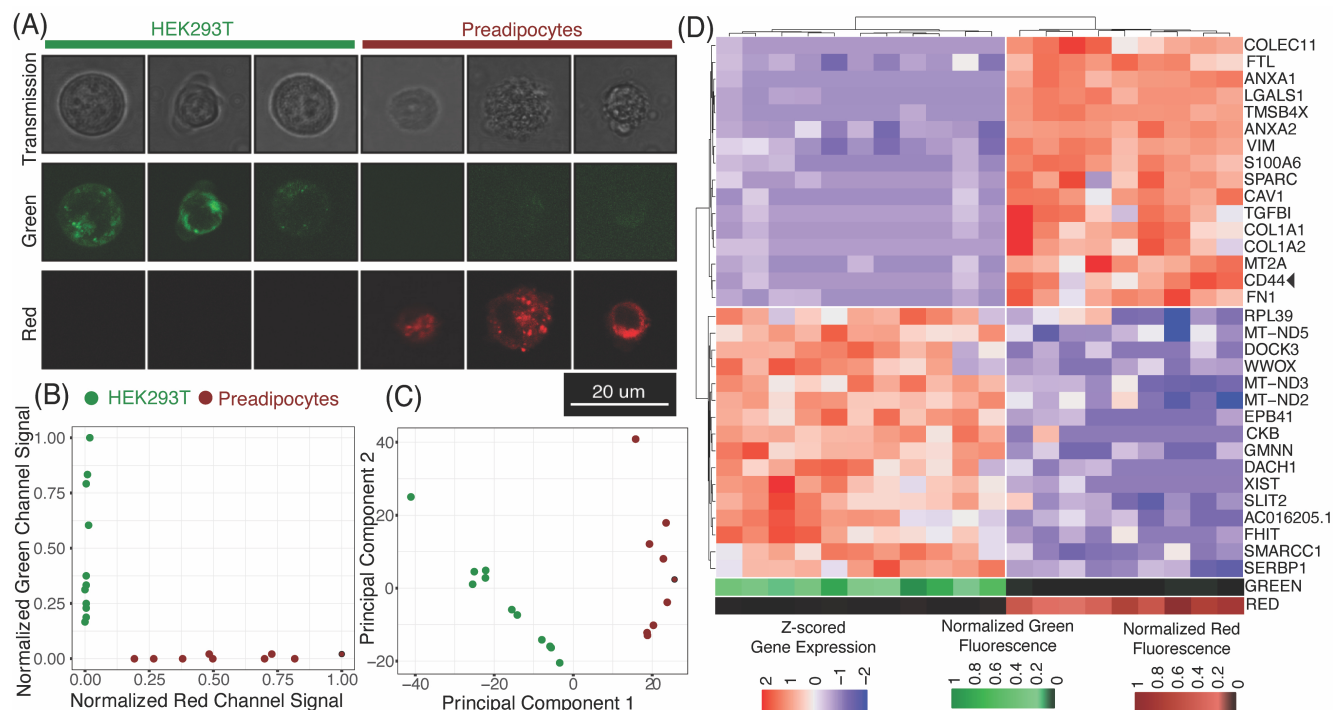 (A)
HEK293T
Preadipocytes
Transmission
Green
Red
20 um
(B)
HEK293T
Preadipocytes
Normalized Green Channel Signal
1.00
0.75
0.50
0.25
0.00
0.00
0.25
0.50
0.75
1.00
Normalized Red Channel Signal
(C)
Principal Component 2
40
20
0
−20
−40
−20
0
20
Principal Component 1
(D)
COLEC11
FTL
ANXA1
LGALS1
TMSB4X
ANXA2
VIM
S100A6
SPARC
CAV1
TGFBI
COL1A1
COL1A2
MT2A
CD44
FN1
RPL39
MT−ND5
DOCK3
WWOX
MT−ND3
MT−ND2
EPB41
CKB
GMNN
DACH1
XIST
SLIT2
AC016205.1
FHIT
SMARCC1
SERBP1
GREEN
RED
Z-scored
Gene Expression
2
1
0
−1
−2
Normalized Green
Fluorescence
1
0.8
0.6
0.4
0.2
0
Normalized Red
Fluorescence
1
0.8
0.6
0.4
0.2
0